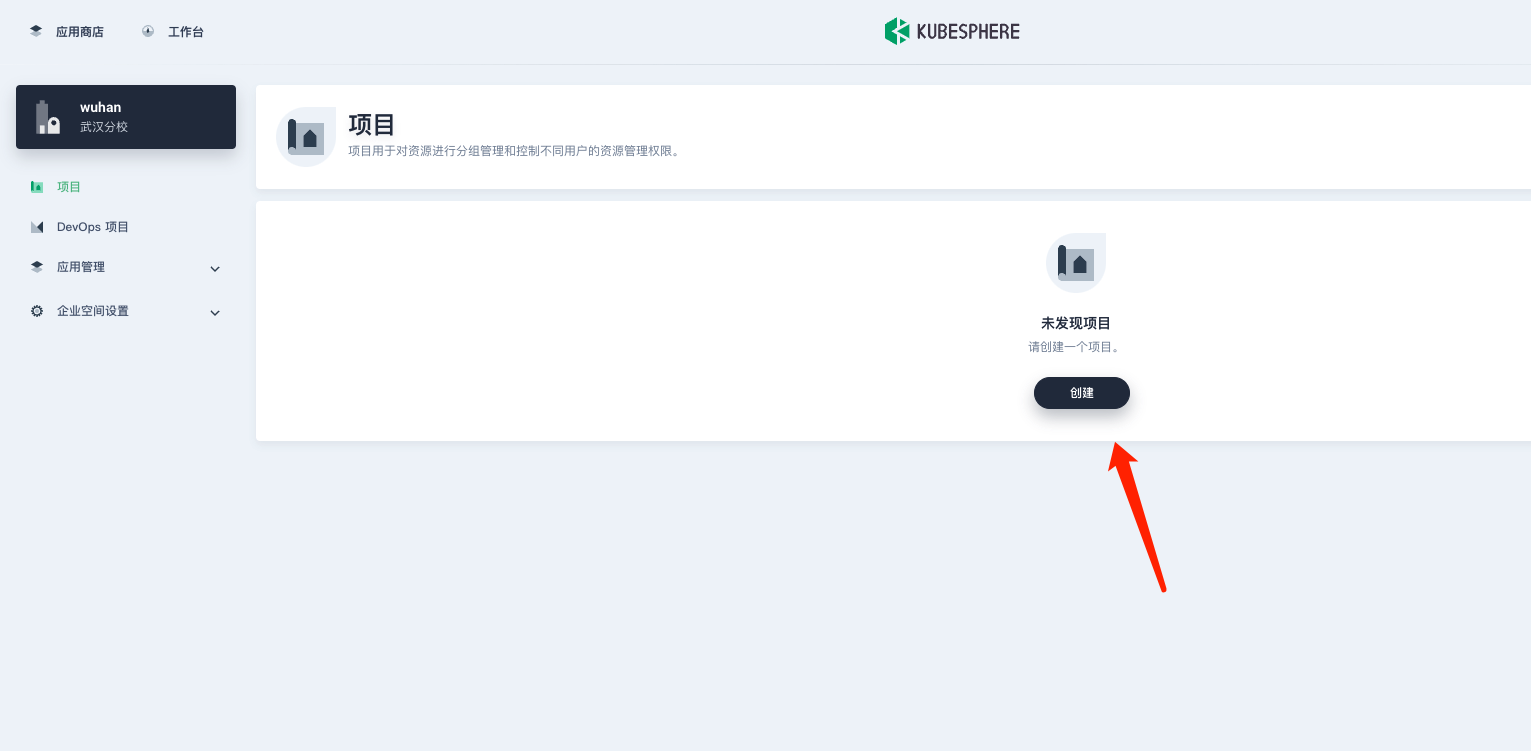 应用商店
工作台
KUBESPHERE
wuhan
武汉分校
项目
DevOps 项目
应用管理
企业空间设置
项目
项目用于对资源进行分组管理和控制不同用户的资源管理权限。
未发现项目
请创建一个项目。
创建